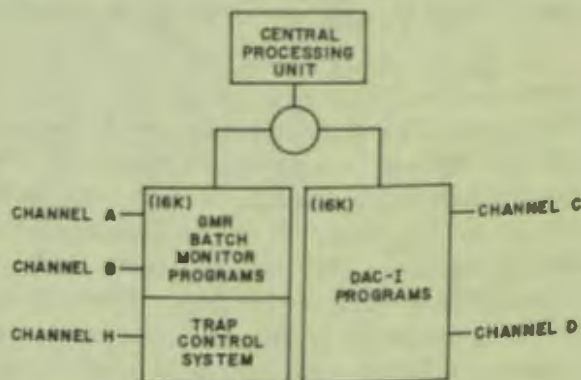 CENTRAL
PROCESSING
UNIT
(16K)
GMR
BATCH
MONITOR
PROGRAMS
TRAP
CONTROL
SYSTEM
CHANNEL A
CHANNEL B
CHANNEL H
(16K)
DAC-I
PROGRAMS
CHANNEL C
CHANNEL D